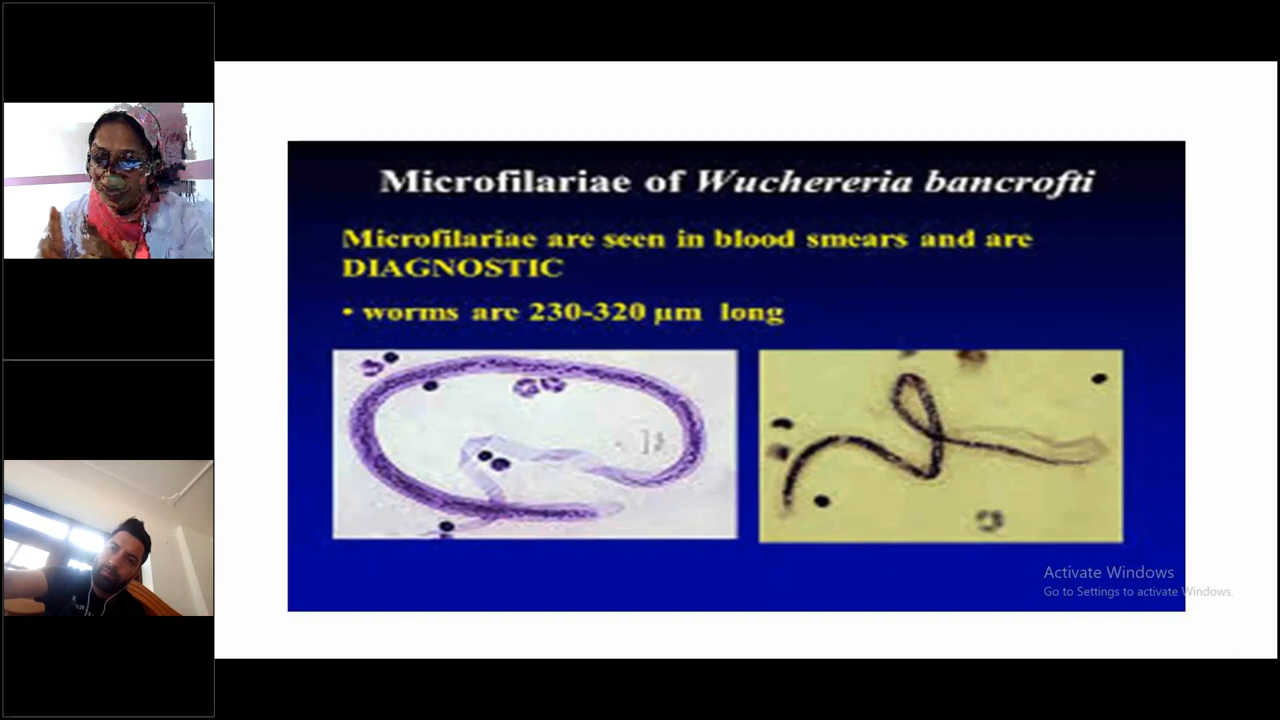 Microfilariae of Wuchereria bancrofti
Microfilariae are seen in blood smears and are
DIAGNOSTIC
• worms are 230-320 µm long
Activate Windows
Go to Settings to activate Windows.